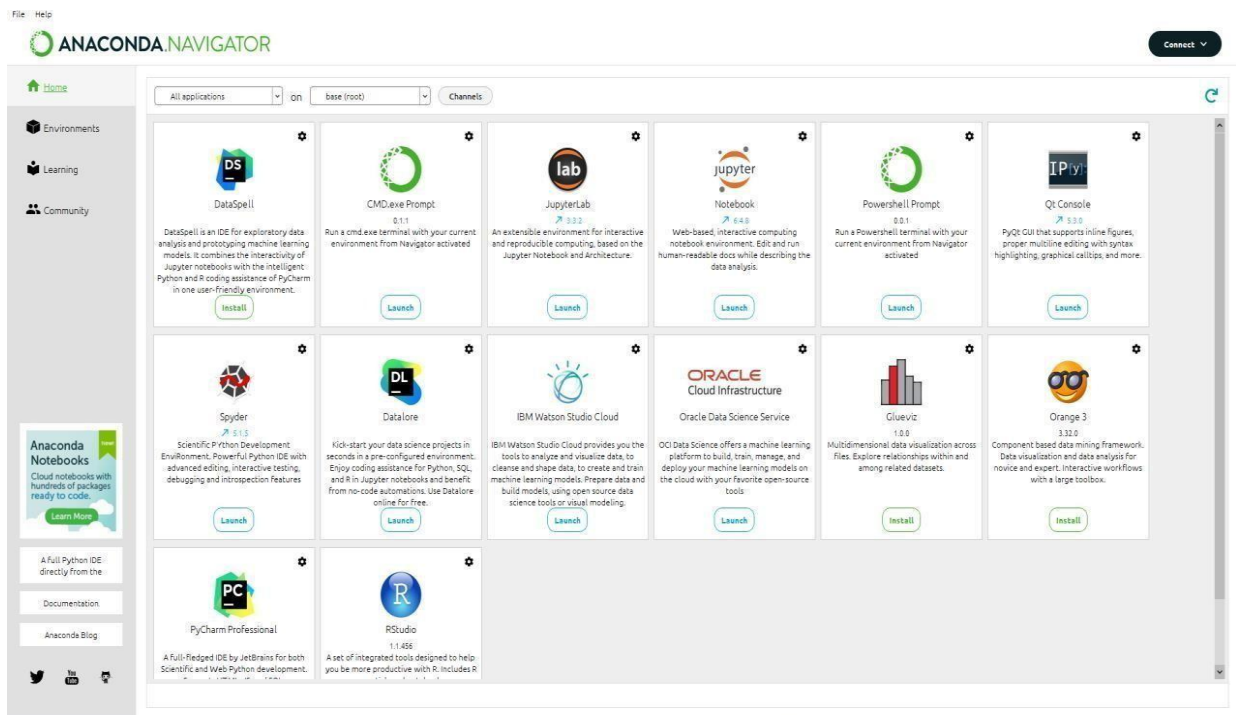 File Help
ANACONDA.NAVIGATOR
Connect
Home
Environments
Learning
Community
All applications
on
base (root)
Channels
DS
DataSpell
DataSpell is an IDE for exploratory data
analysis and prototyping machine learning
models. It combines the interactivity of
Jupyter notebooks with the intelligent
Python and R coding assistance of PyCharm
in one user-friendly environment.
Install
CMD.exe Prompt
0.1.1
Run a cmd.exe terminal with your current
environment from Navigator activated
Launch
lab
JupyterLab
3.3.2
An extensible environment for interactive
and reproducible computing, based on the
Jupyter Notebook and Architecture.
Launch
jupyter
Notebook
6.4.8
Web-based, interactive computing
notebook environment. Edit and run
human-readable docs while describing the
data analysis.
Launch
Powershell Prompt
0.0.1
Run a Powershell terminal with your
current environment from Navigator
activated
Launch
IP[y]:
Qt Console
5.3.0
PyQt GUI that supports inline figures,
proper multiline editing with syntax
highlighting, graphical calltips, and more.
Launch
Spyder
5.1.5
Scientific PYthon Development
EnviRonment. Powerful Python IDE with
advanced editing, interactive testing,
debugging and introspection features
Launch
DL
Datalore
Kick-start your data science projects in
seconds in a pre-configured environment.
Enjoy coding assistance for Python, SQL,
and R in Jupyter notebooks and benefit
from no-code automations. Use Datalore
online for free.
Launch
IBM Watson Studio Cloud
IBM Watson Studio Cloud provides you the
tools to analyze and visualize data, to
cleanse and shape data, to create and train
machine learning models. Prepare data and
build models, using open source data
science tools or visual modeling.
Launch
ORACLE
Cloud Infrastructure
Oracle Data Science Service
OCI Data Science offers a machine learning
platform to build, train, manage, and
deploy your machine learning models on
the cloud with your favorite open-source
tools
Launch
Glueviz
1.0.0
Multidimensional data visualization across
files. Explore relationships within and
among related datasets.
Install
Orange 3
3.32.0
Component based data mining framework.
Data visualization and data analysis for
novice and expert. Interactive workflows
with a large toolbox.
Install
PC
PyCharm Professional
A full-fledged IDE by JetBrains for both
Scientific and Web Python development.
R
RStudio
1.1.456
A set of integrated tools designed to help
you be more productive with R. Includes R
Anaconda
Notebooks
New
Cloud notebooks with
hundreds of packages
ready to code.
Learn More
A full Python IDE
directly from the
Documentation
Anaconda Blog
You
Tube